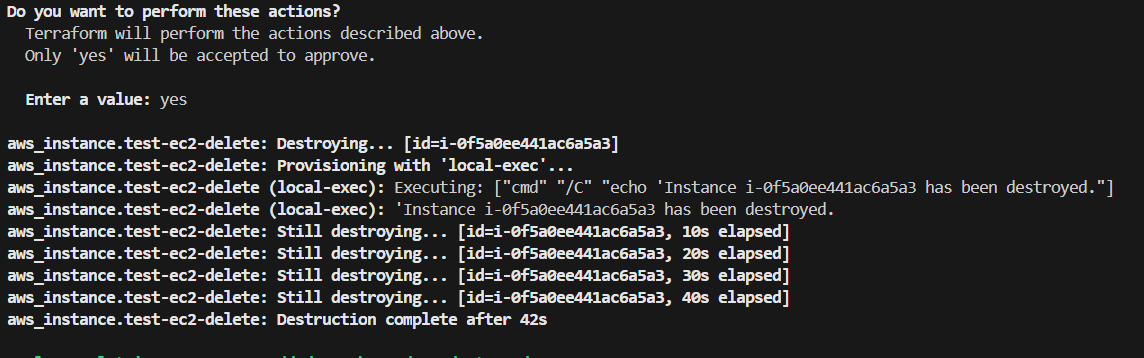 Do you want to perform these actions?
Terraform will perform the actions described above.
Only 'yes' will be accepted to approve.
Enter a value: yes
aws_instance.test-ec2-delete: Destroying... [id=i-0f5a0ee441ac6a5a3]
aws_instance.test-ec2-delete: Provisioning with 'local-exec'...
aws_instance.test-ec2-delete (local-exec): Executing: ["cmd" "/C" "echo 'Instance i-0f5a0ee441ac6a5a3 has been destroyed."]
aws_instance.test-ec2-delete (local-exec): 'Instance i-0f5a0ee441ac6a5a3 has been destroyed.
aws_instance.test-ec2-delete: Still destroying... [id=i-0f5a0ee441ac6a5a3, 10s elapsed]
aws_instance.test-ec2-delete: Still destroying... [id=i-0f5a0ee441ac6a5a3, 20s elapsed]
aws_instance.test-ec2-delete: Still destroying... [id=i-0f5a0ee441ac6a5a3, 30s elapsed]
aws_instance.test-ec2-delete: Still destroying... [id=i-0f5a0ee441ac6a5a3, 40s elapsed]
aws_instance.test-ec2-delete: Destruction complete after 42s